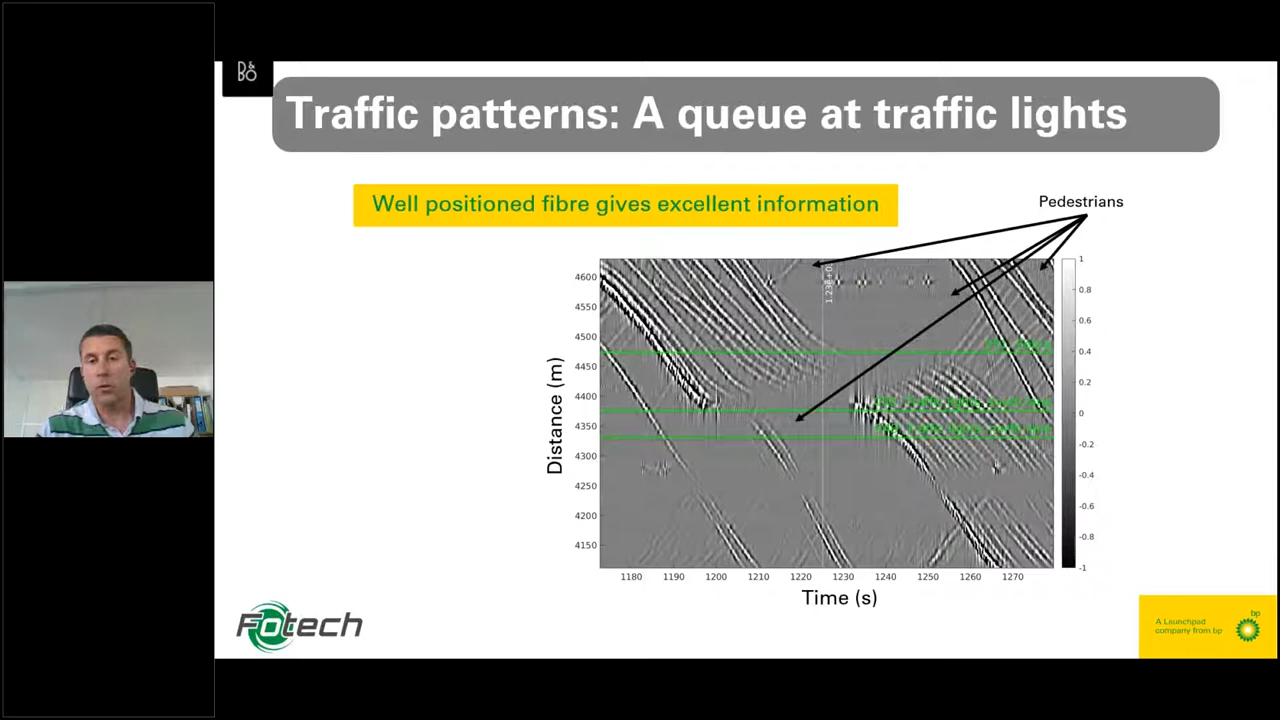 D&
BO
Traffic patterns: A queue at traffic lights
Well positioned fibre gives excellent information
Pedestrians
4600
4550
4500
4450
4400
4350
4300
4250
4200
4150
Distance (m)
1180 1190 1200 1210 1220 1230 1240 1250 1260 1270
Time (s)
1
0.8
0.6
0.4
0.2
0
-0.2
-0.4
-0.6
-0.8
-1
Fotech
A Launchpad
company from bp
bp